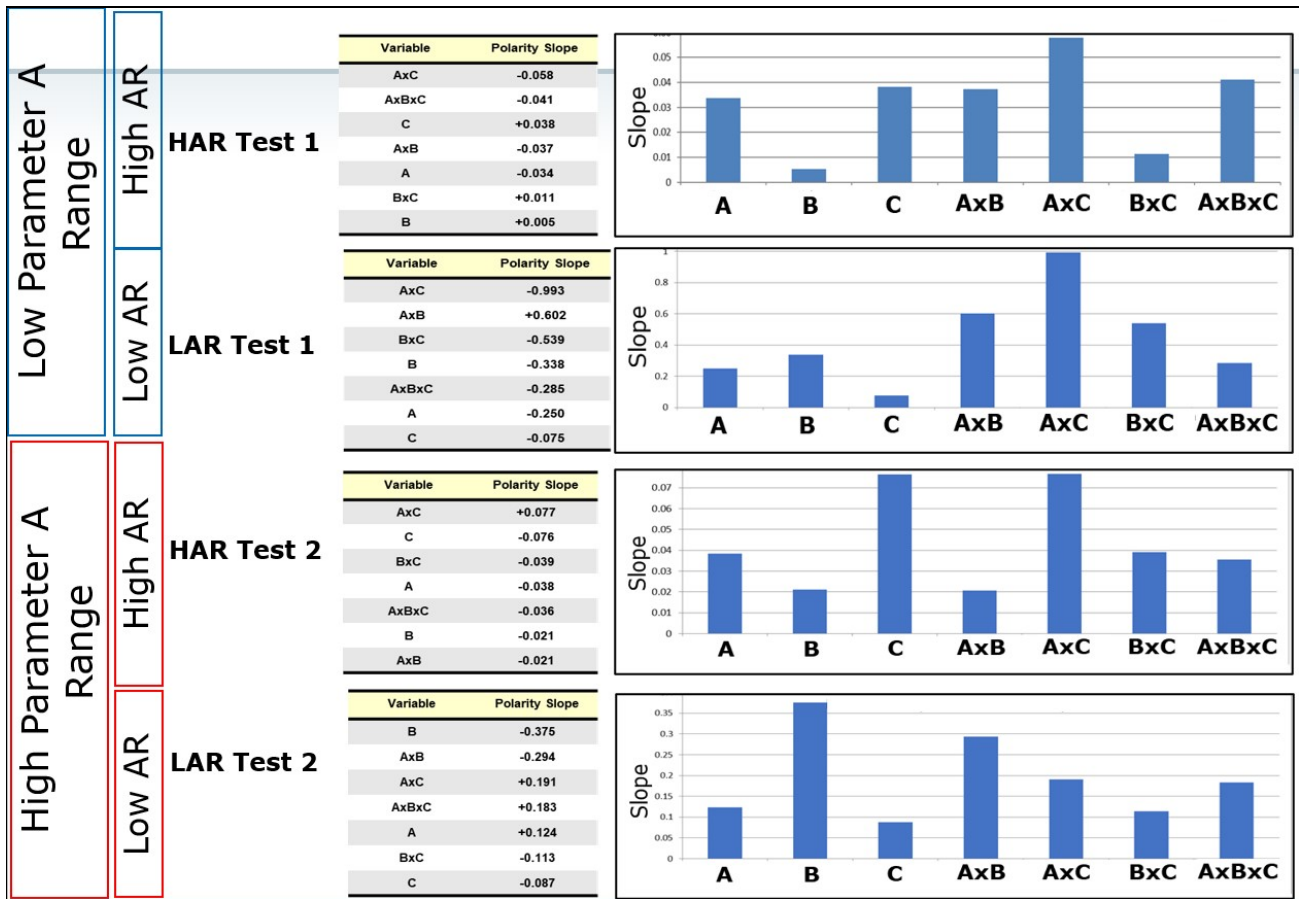 Low Parameter A
Range
High AR
HAR Test 1
Variable Polarity Slope
AxC -0.058
AxBxC -0.041
C +0.038
AxB -0.037
A -0.034
BxC +0.011
B +0.005
Slope
0.04
0.03
0.02
0.01
0
A B C AxB AxC BxC AxBxC
Low AR
LAR Test 1
Variable Polarity Slope
AxC -0.993
AxB +0.602
BxC -0.539
B -0.338
AxBxC -0.285
A -0.250
C -0.075
Slope
1
0.8
0.6
0.4
0.2
0
A B C AxB AxC BxC AxBxC
High Parameter A
Range
High AR
HAR Test 2
Variable Polarity Slope
AxC +0.077
C -0.076
BxC -0.039
A -0.038
AxBxC -0.036
B -0.021
AxB -0.021
Slope
0.07
0.06
0.05
0.04
0.03
0.02
0.01
0
A B C AxB AxC BxC AxBxC
Low AR
LAR Test 2
Variable Polarity Slope
B -0.375
AxB -0.294
AxC +0.191
AxBxC +0.183
A +0.124
BxC -0.113
C -0.087
Slope
0.35
0.3
0.25
0.2
0.15
0.1
0.05
0
A B C AxB AxC BxC AxBxC